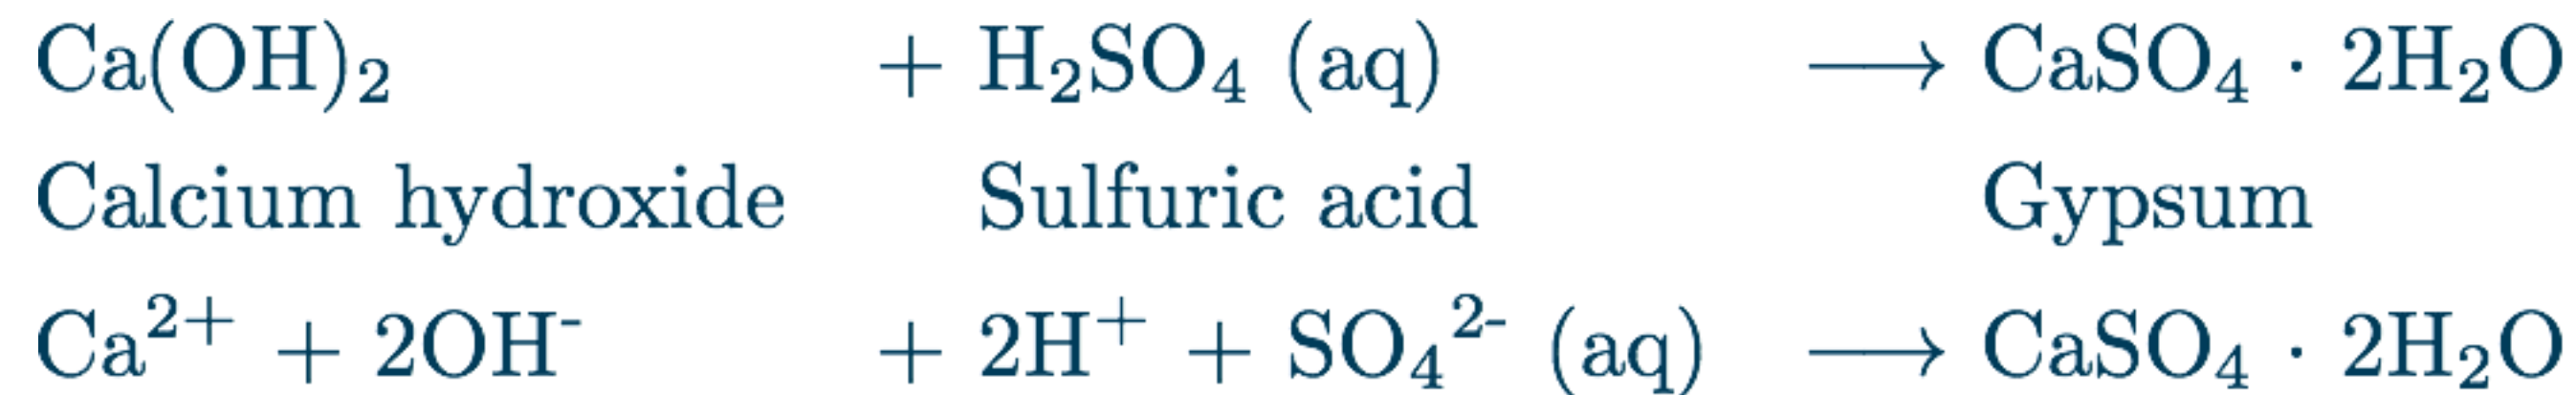 Ca(OH)₂ + H₂SO₄ (aq) ⟶ CaSO₄ · 2H₂O
Calcium hydroxide Sulfuric acid Gypsum
Ca²⁺ + 2OH⁻ + 2H⁺ + SO₄²⁻ (aq) ⟶ CaSO₄ · 2H₂O